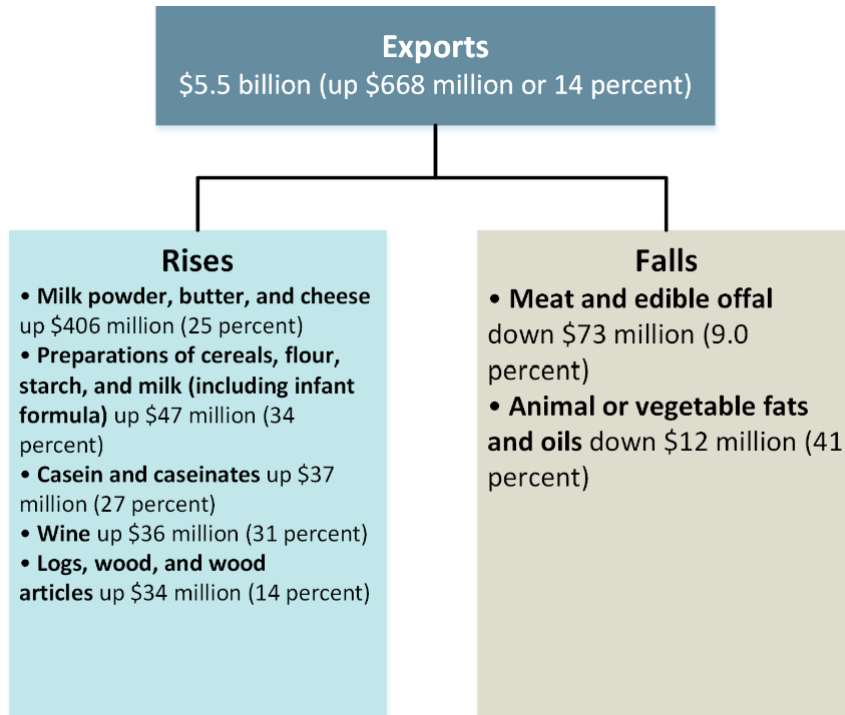 Exports
$5.5 billion (up $668 million or 14 percent)
Rises
• Milk powder, butter, and cheese
up $406 million (25 percent)
• Preparations of cereals, flour,
starch, and milk (including infant
formula) up $47 million (34
percent)
• Casein and caseinates up $37
million (27 percent)
• Wine up $36 million (31 percent)
• Logs, wood, and wood
articles up $34 million (14 percent)
Falls
• Meat and edible offal
down $73 million (9.0
percent)
• Animal or vegetable fats
and oils down $12 million (41
percent)